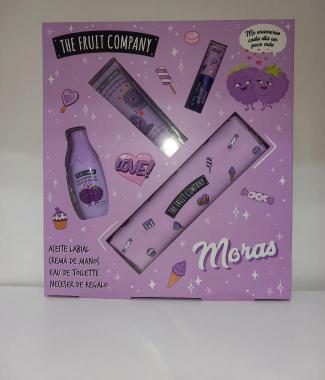 THE FRUIT COMPANY
Me enamoras
cada día un
poco más
LOVE!
THE FRUIT COMPANY
Moras
ACEITE LABIAL
CREMA DE MANOS
EAU DE TOILETTE
NECESER DE REGALO